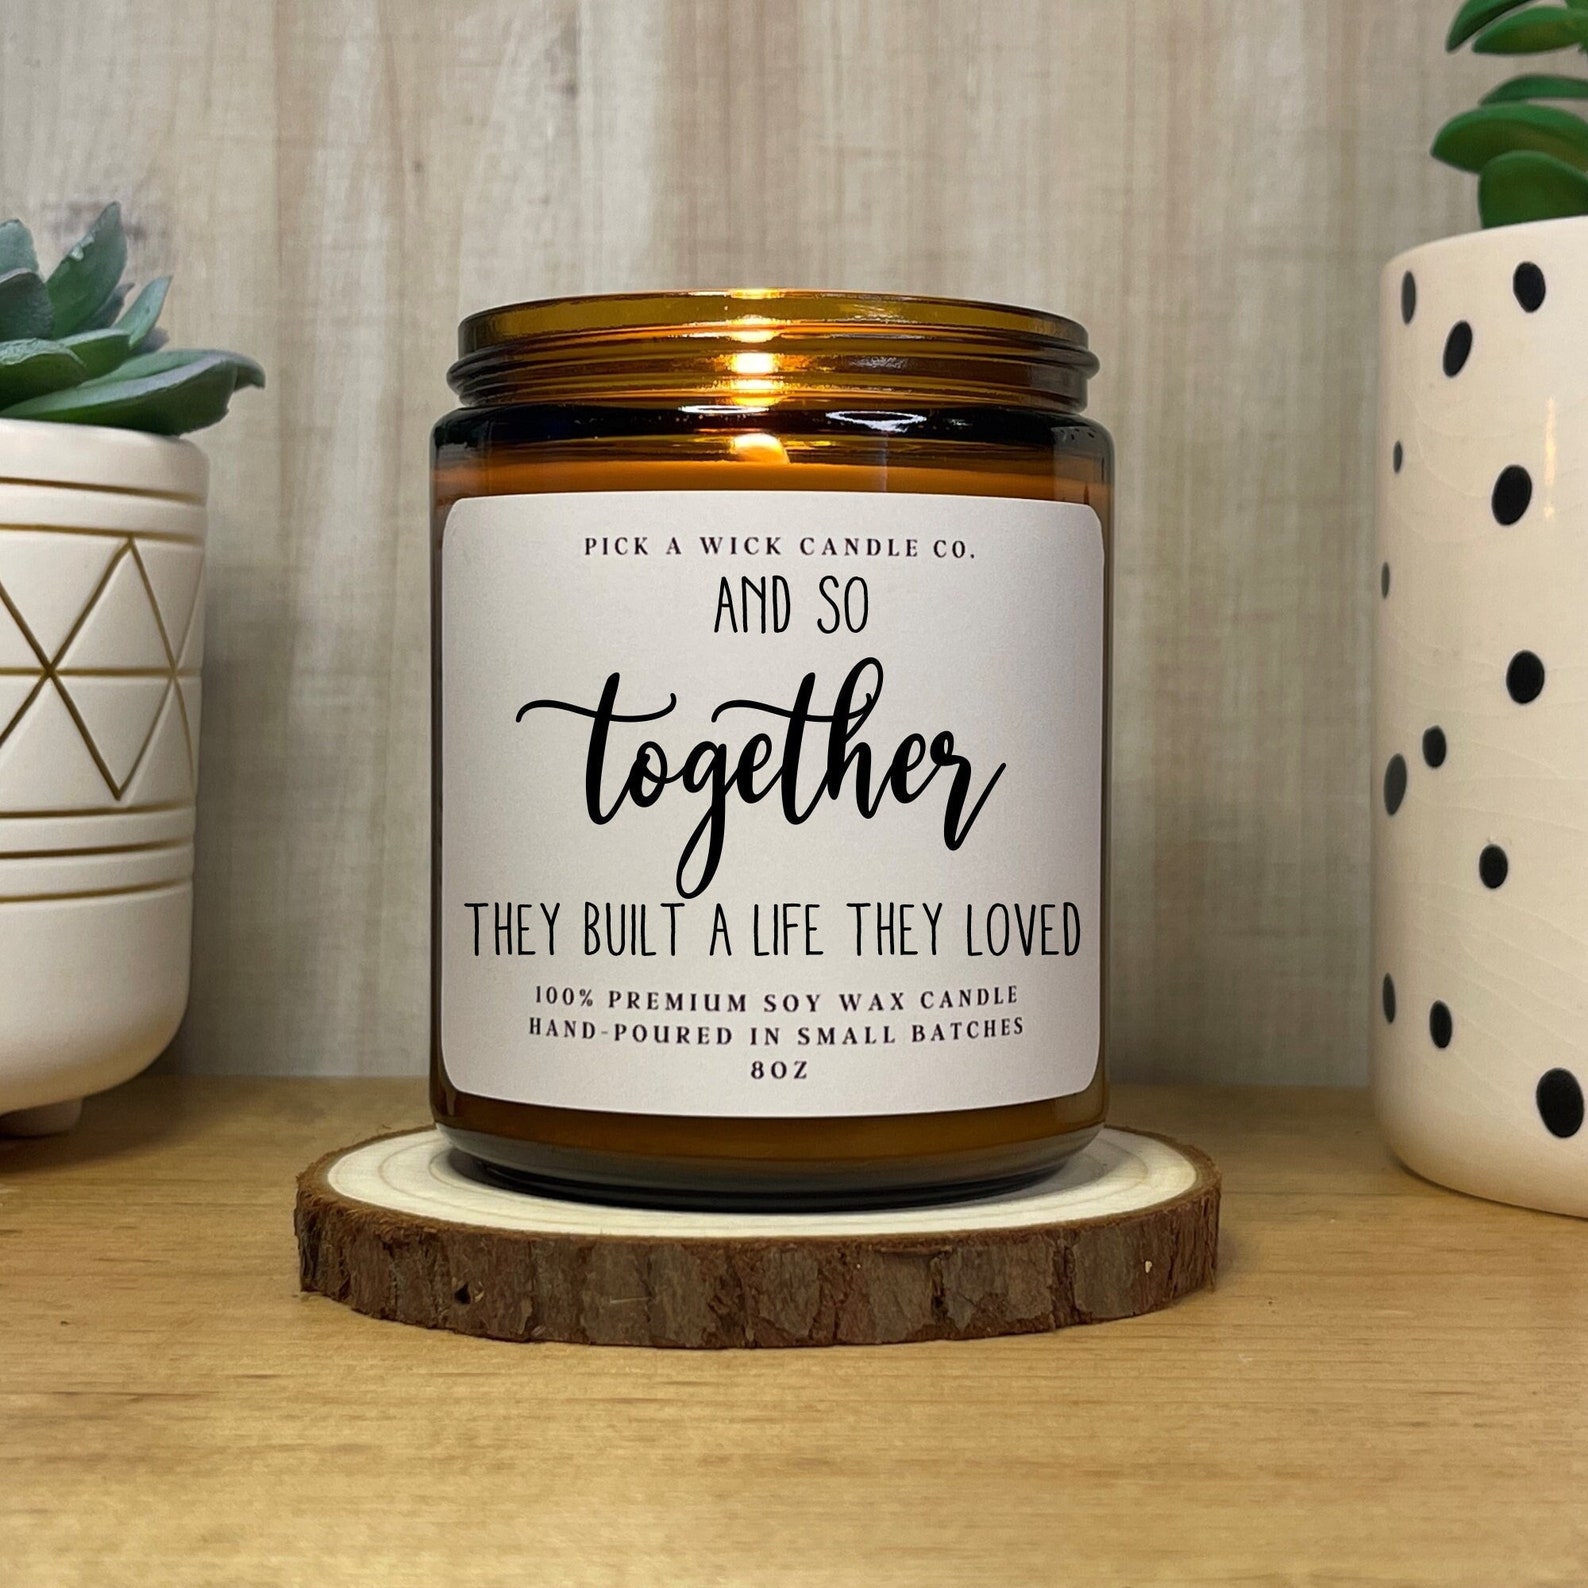 PICK A WICK CANDLE CO.
AND SO
together
THEY BUILT A LIFE THEY LOVED
100% PREMIUM SOY WAX CANDLE
HAND-POURED IN SMALL BATCHES
8OZ